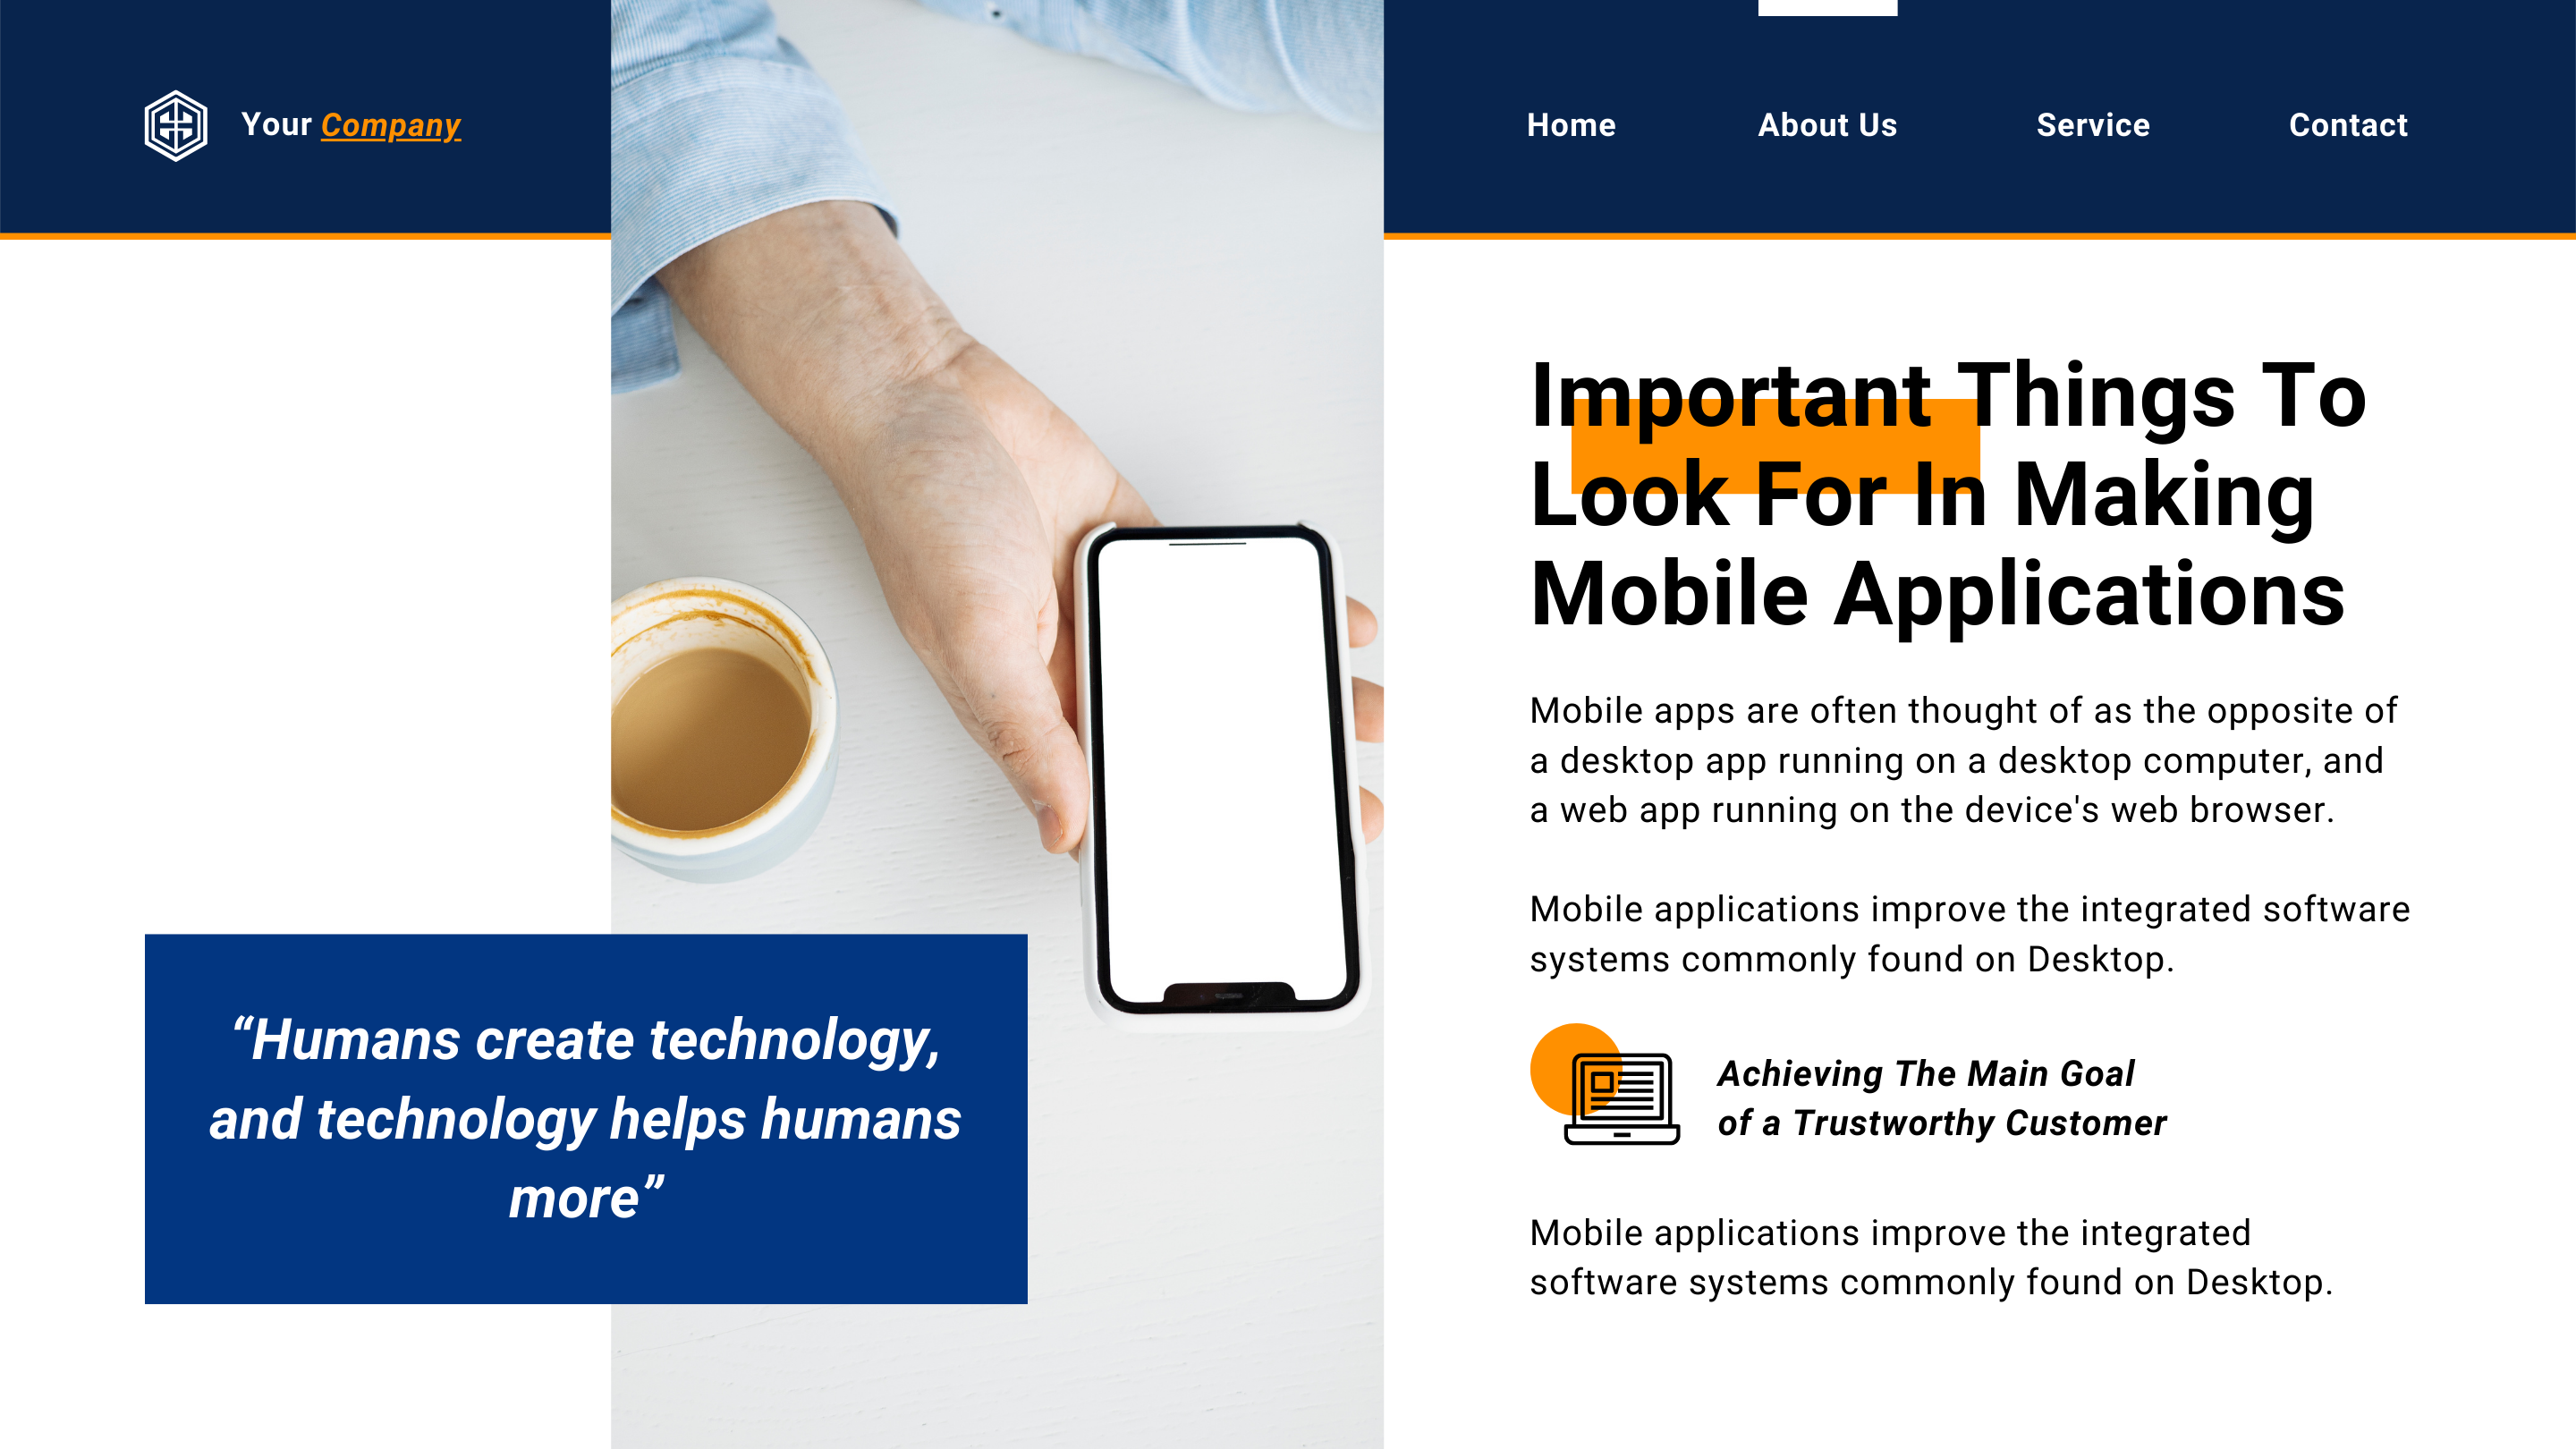 Your Company
Home
About Us
Service
Contact
Important Things To
Look For In Making
Mobile Applications
Mobile apps are often thought of as the opposite of
a desktop app running on a desktop computer, and
a web app running on the device's web browser.
Mobile applications improve the integrated software
systems commonly found on Desktop.
Achieving The Main Goal
of a Trustworthy Customer
Mobile applications improve the integrated
software systems commonly found on Desktop.
“Humans create technology,
and technology helps humans
more”